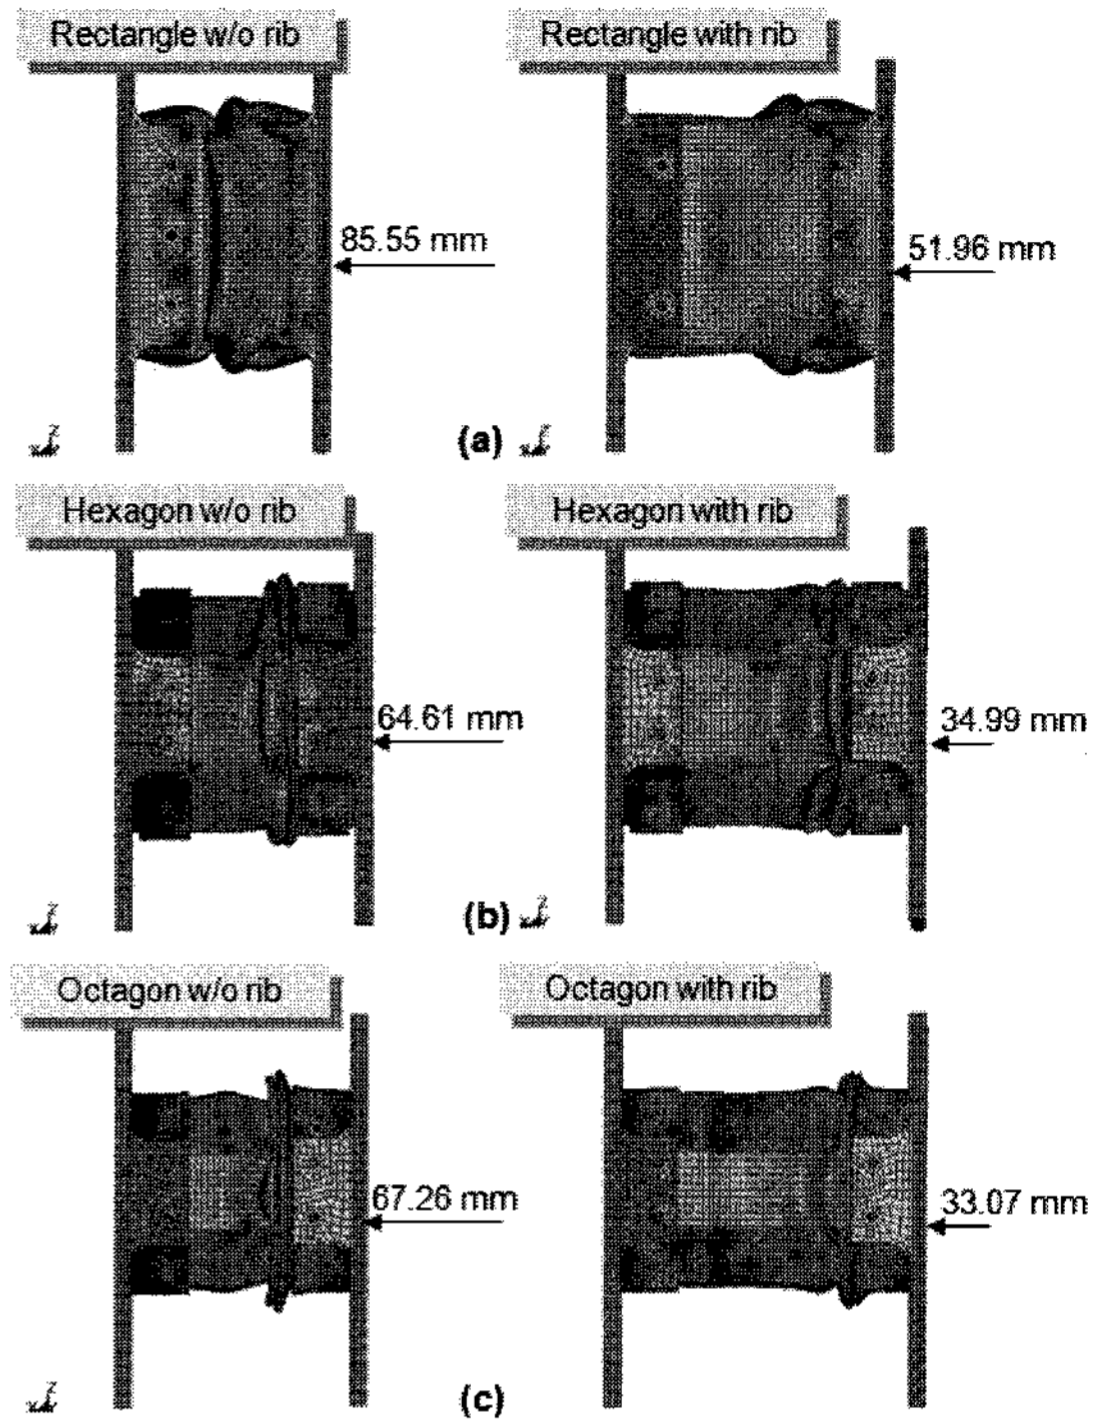 Rectangle w/o rib
Rectangle with rib
85.55 mm
51.96 mm
(a)
Hexagon w/o rib
Hexagon with rib
64.61 mm
34.99 mm
(b)
Octagon w/o rib
Octagon with rib
67.26 mm
33.07 mm
(c)